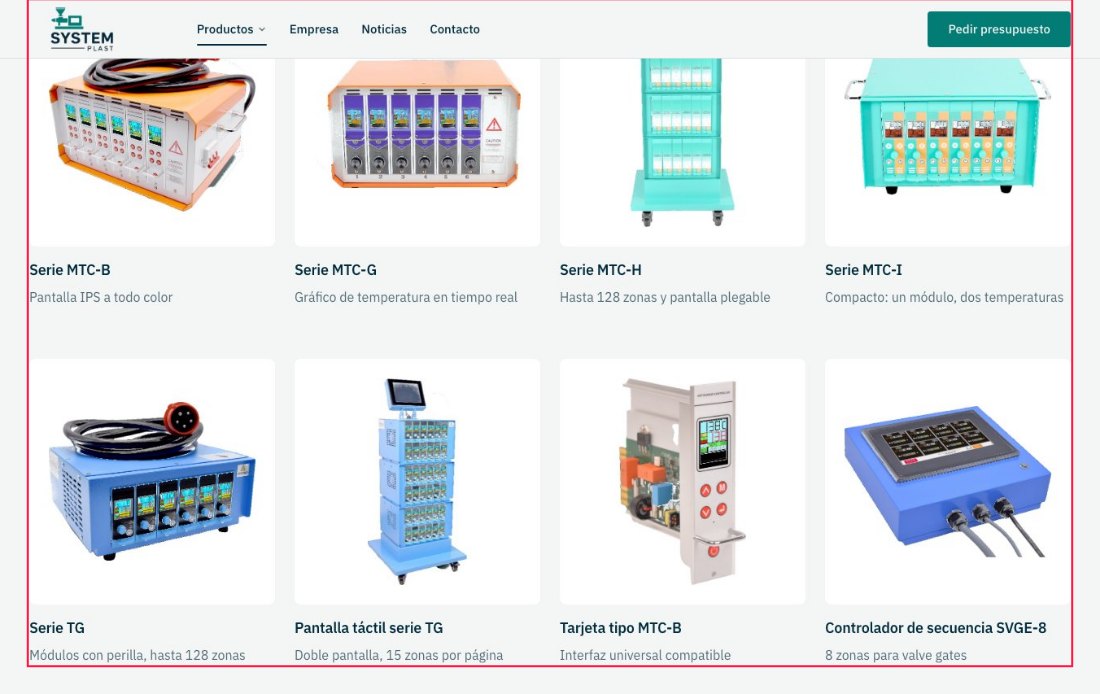 SYSTEM
PLAST
Productos
Empresa
Noticias
Contacto
Pedir presupuesto
Serie MTC-B
Serie MTC-G
Serie MTC-H
Serie MTC-I
Pantalla IPS a todo color
Gráfico de temperatura en tiempo real
Hasta 128 zonas y pantalla plegable
Compacto: un módulo, dos temperaturas
Serie TG
Pantalla táctil serie TG
Tarjeta tipo MTC-B
Controlador de secuencia SVGE-8
Módulos con perilla, hasta 128 zonas
Doble pantalla, 15 zonas por página
Interfaz universal compatible
8 zonas para valve gates